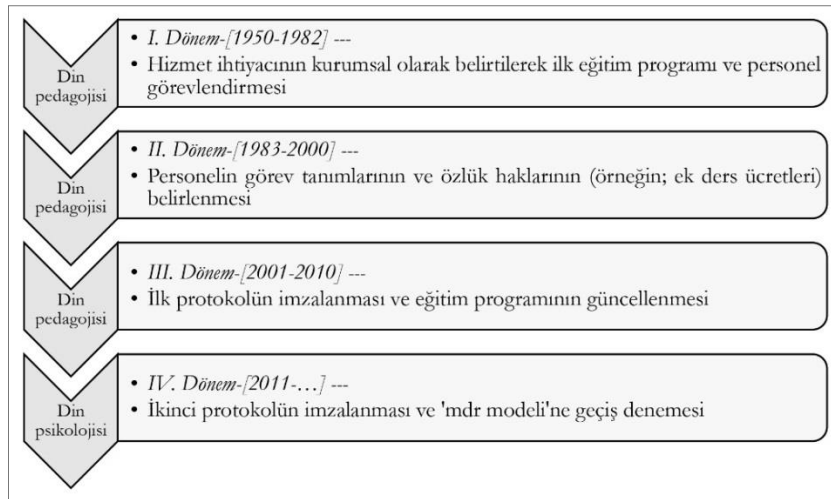 Din
pedagojisi
• I. Dönem-[1950-1982] ---
• Hizmet ihtiyacının kurumsal olarak belirtilerek ilk eğitim programı ve personel
görevlendirmesi
Din
pedagojisi
• II. Dönem-[1983-2000] ---
• Personelin görev tanımlarının ve özlük haklarının (örneğin; ek ders ücretleri)
belirlenmesi
Din
pedagojisi
• III. Dönem-[2001-2010] ---
• İlk protokolün imzalanması ve eğitim programının güncellenmesi
Din
psikolojisi
• IV. Dönem-[2011-…] ---
• İkinci protokolün imzalanması ve 'mdr modeli'ne geçiş denemesi